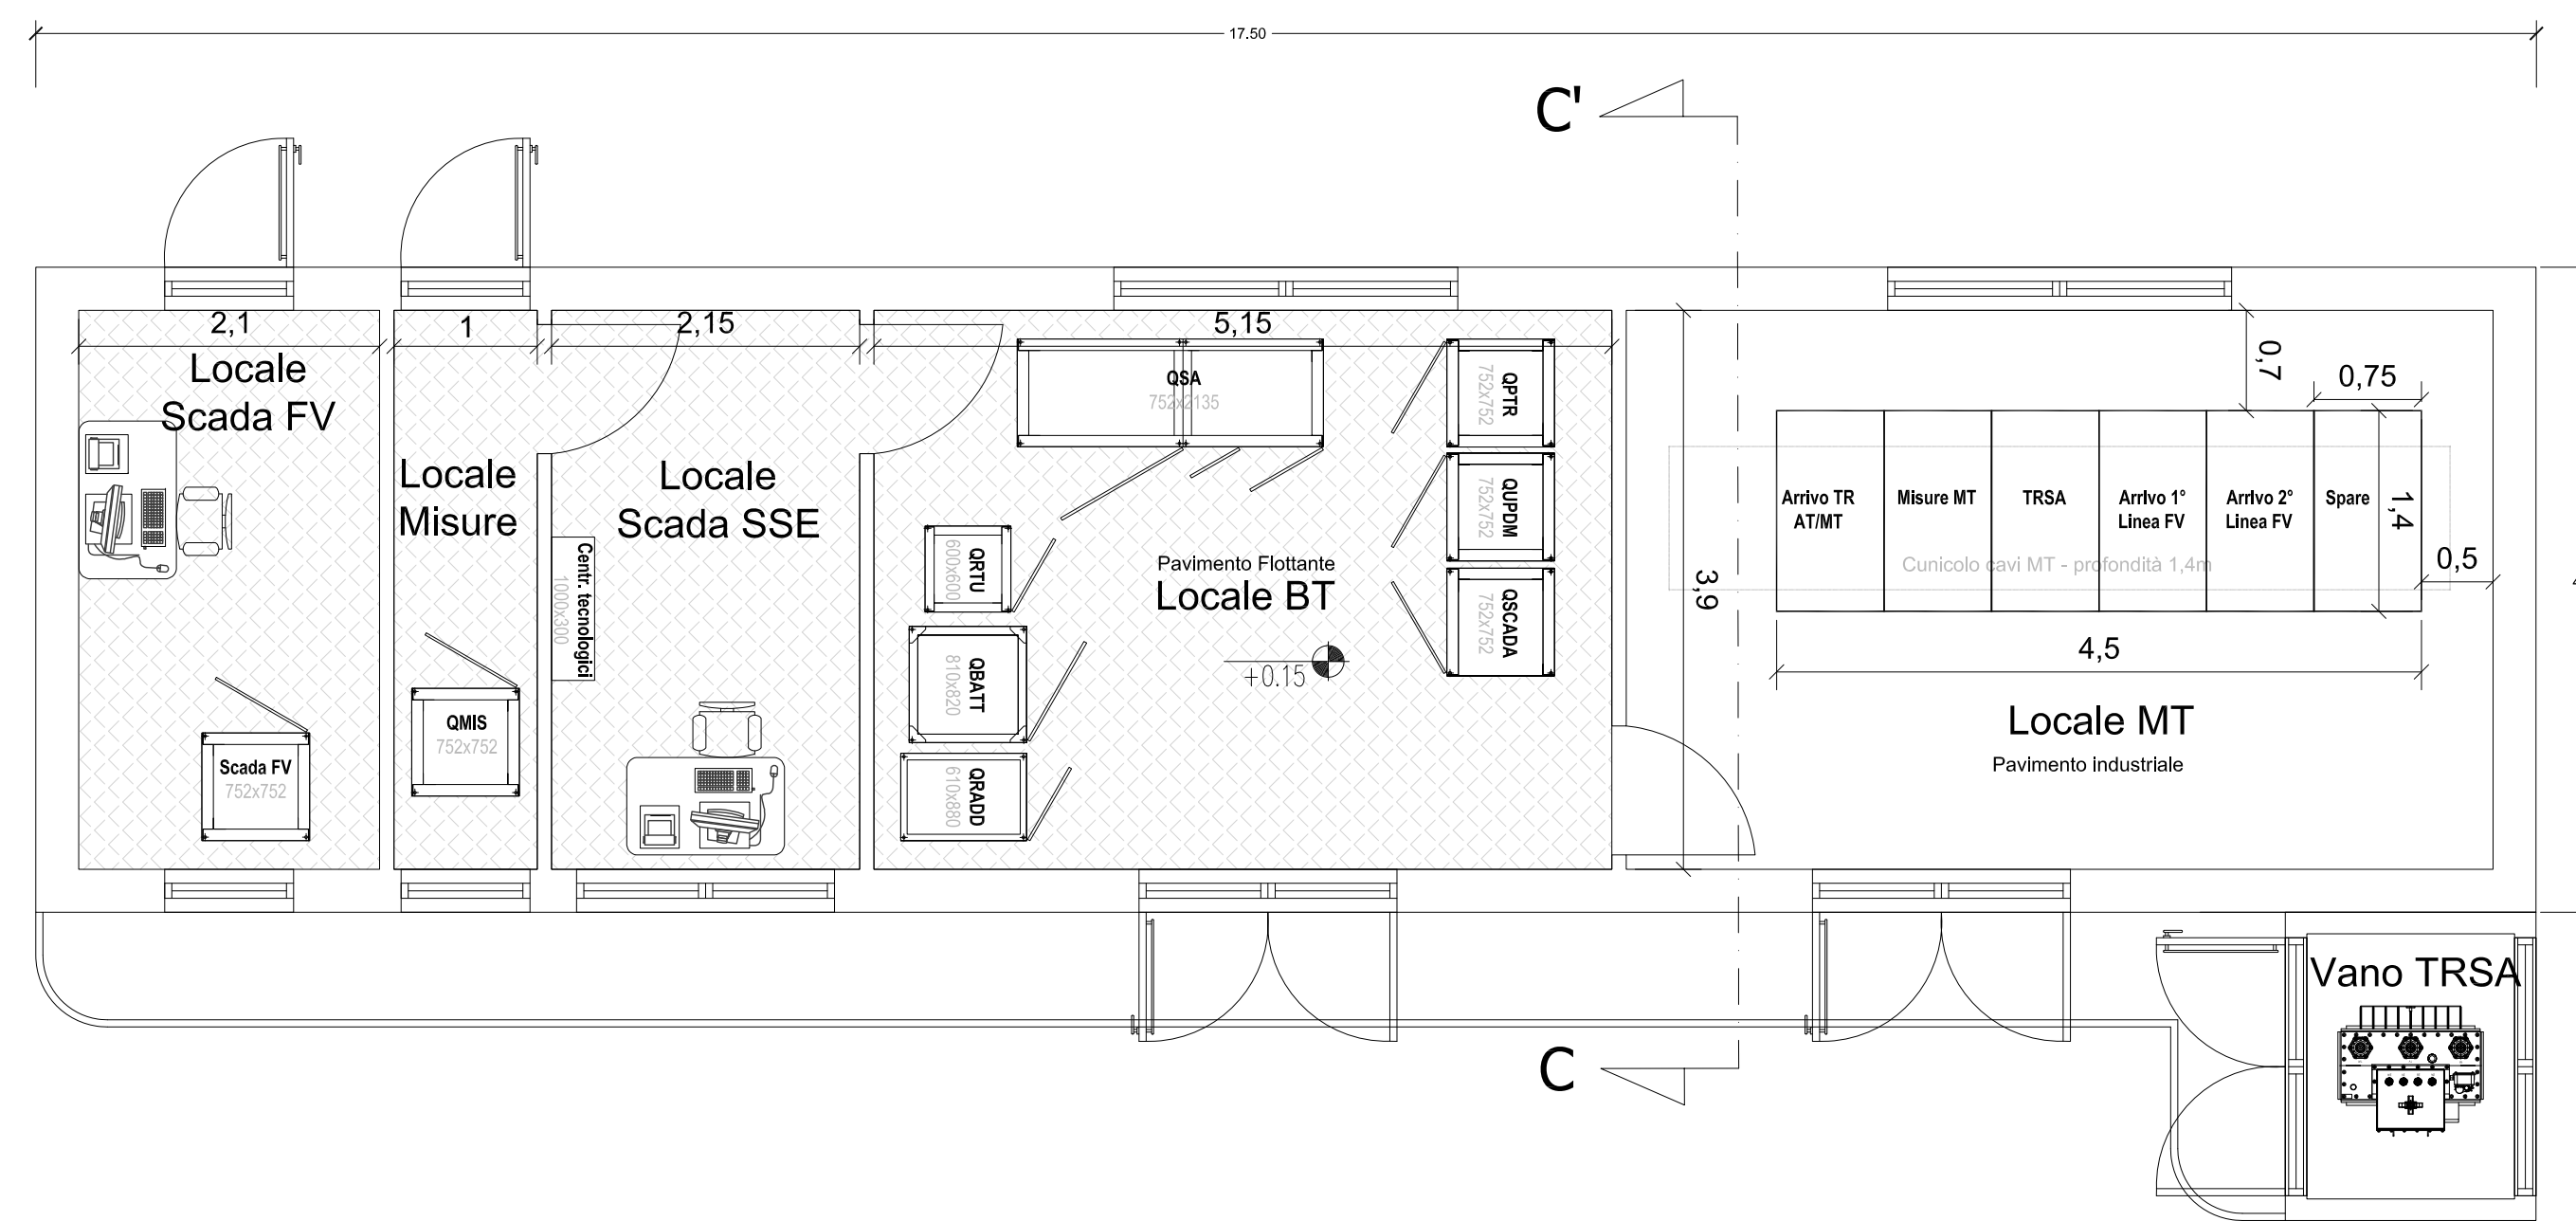 17.50
C'
2,1
1
2,15
5,15
Locale
Scada FV
Locale
Misure
Locale
Scada SSE
QSA
752x2135
QPTR
752x752
QUPDM
752x752
QSCADA
752x752
QRTU
600x600
QBATT
810x820
QRADD
610x880
Centr. tecnologici
1000x300
QMIS
752x752
Scada FV
752x752
Pavimento Flottante
Locale BT
+0.15
3,9
0,7
0,75
Arrivo TR
AT/MT
Misure MT
TRSA
Arrivo 1°
Linea FV
Arrivo 2°
Linea FV
Spare
1,4
0,5
Cunicolo cavi MT - profondità 1,4m
4,5
Locale MT
Pavimento industriale
C
Vano TRSA